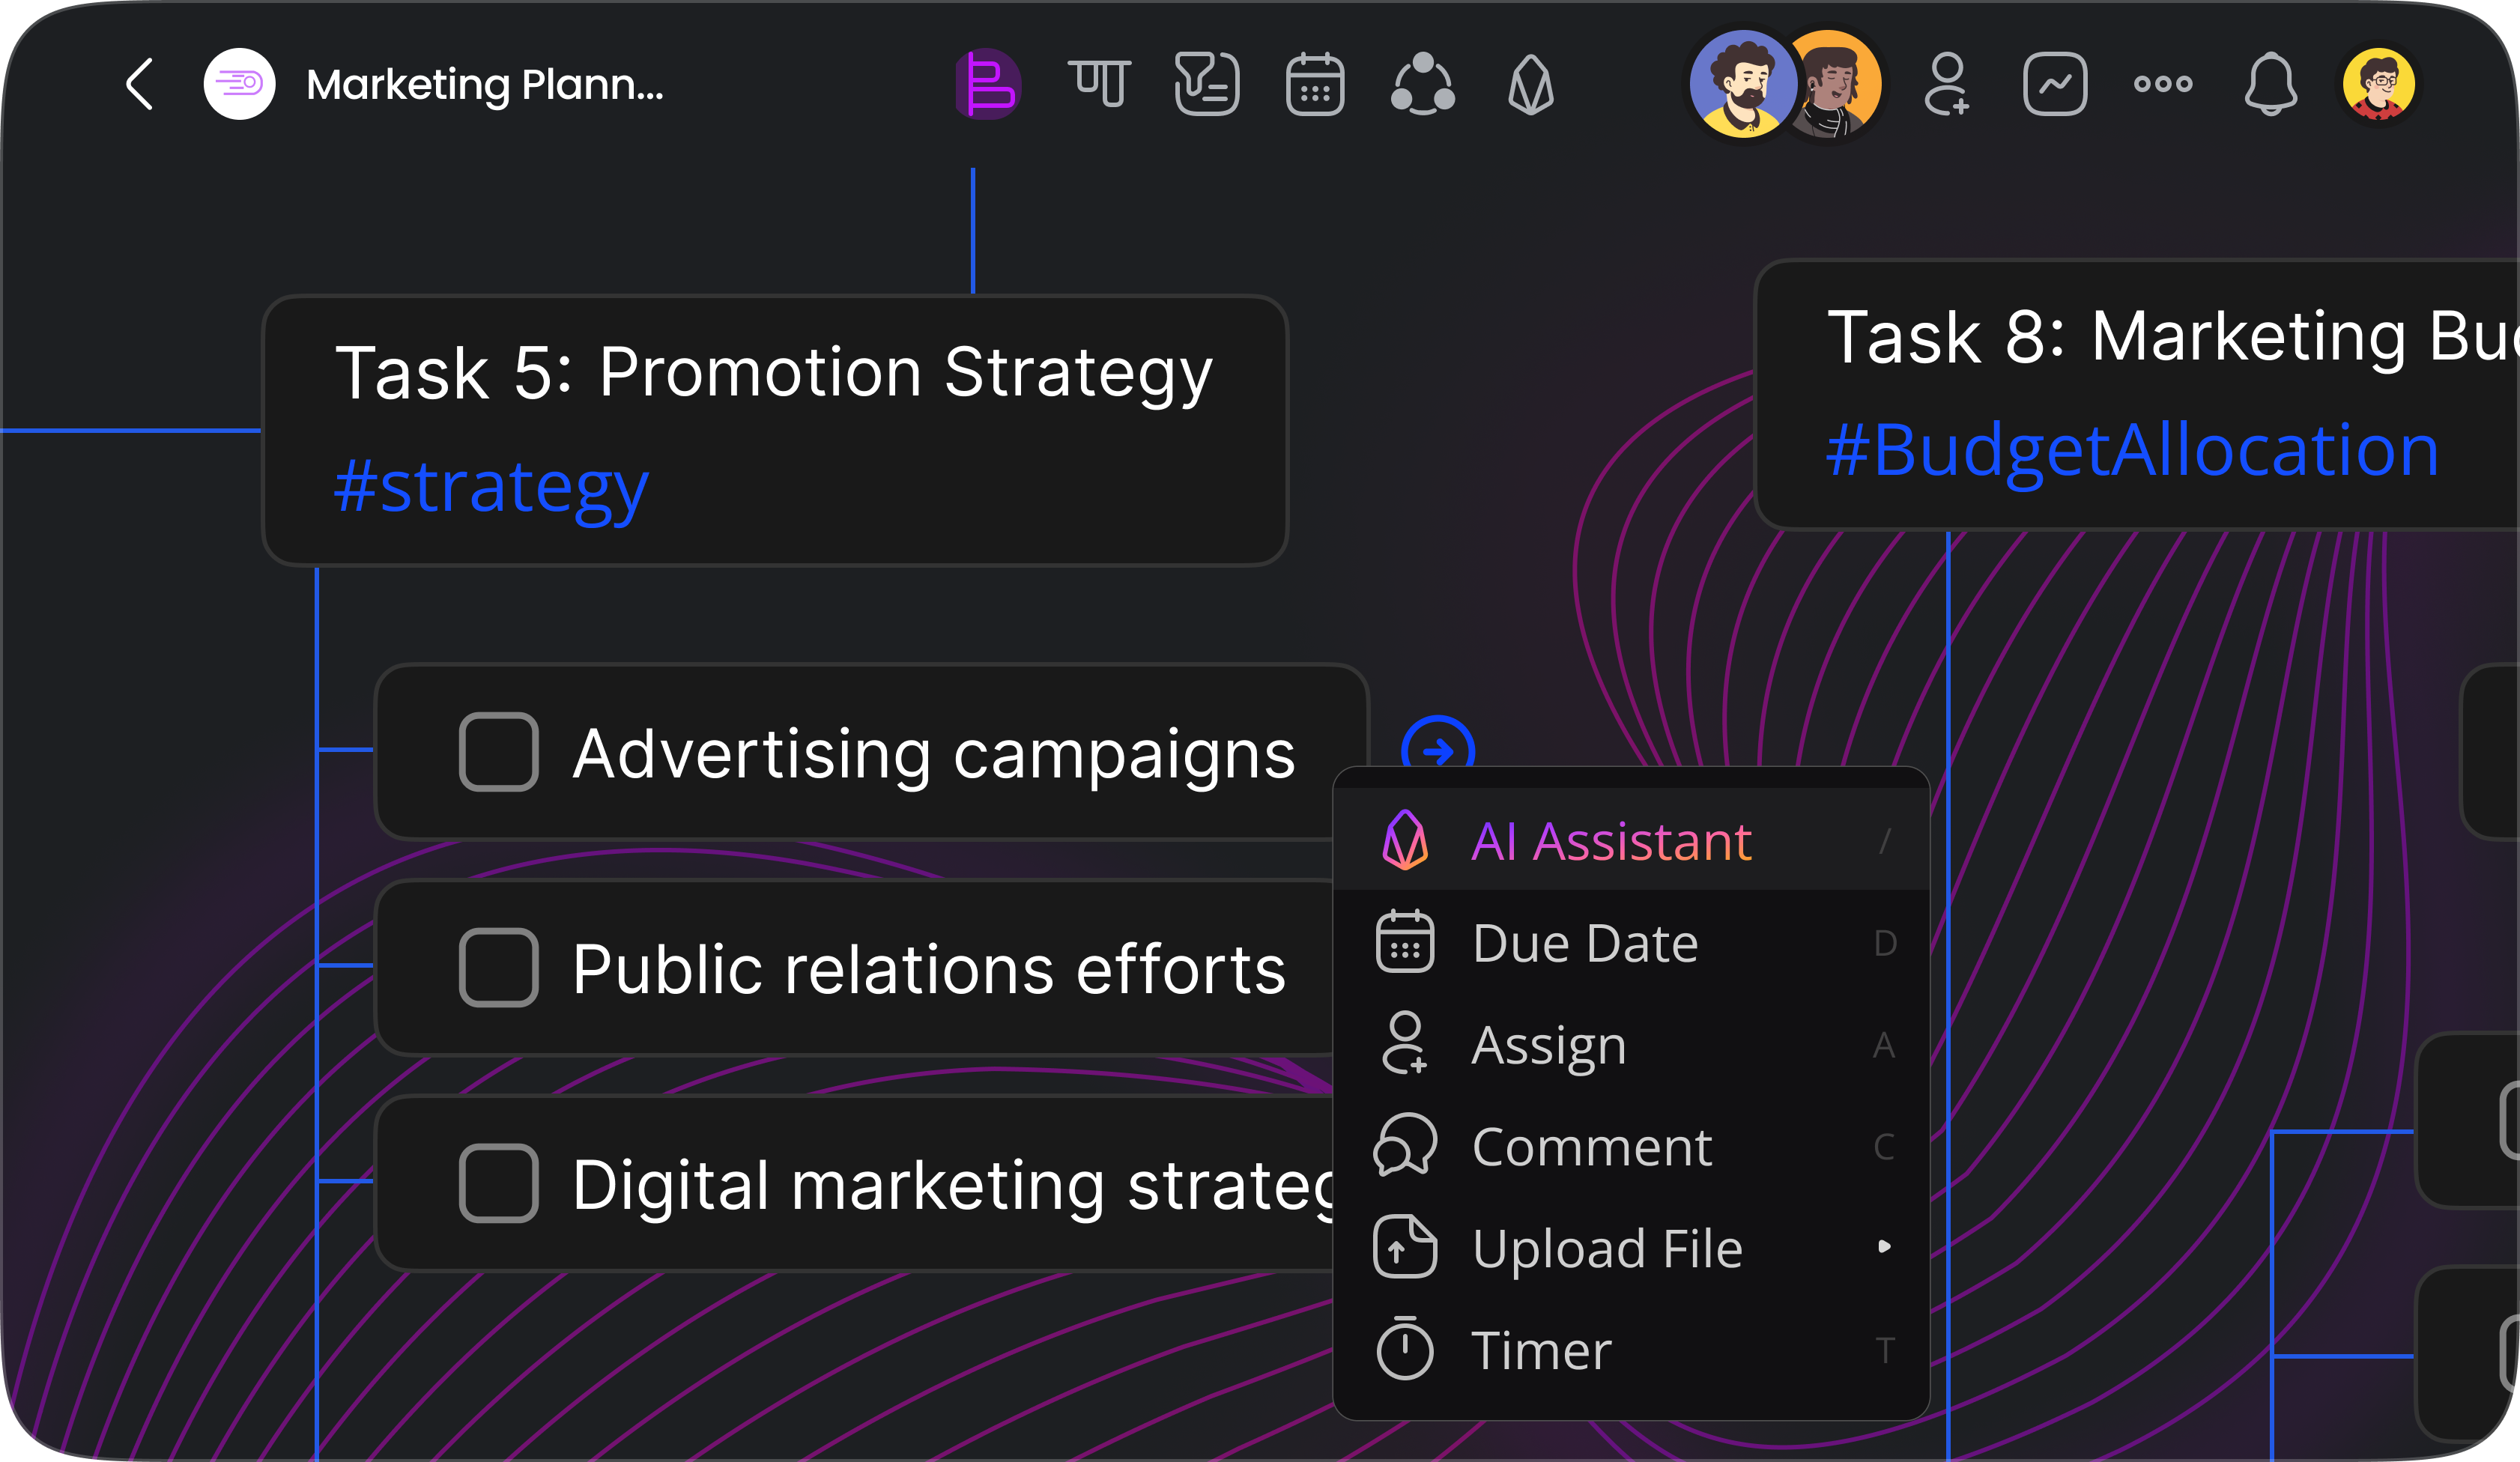 Marketing Plann...
Task 5: Promotion Strategy
#strategy
Task 8: Marketing Bu
#BudgetAllocation
Advertising campaigns
Public relations efforts
Digital marketing strate
AI Assistant /
Due Date D
Assign A
Comment C
Upload File
Timer T